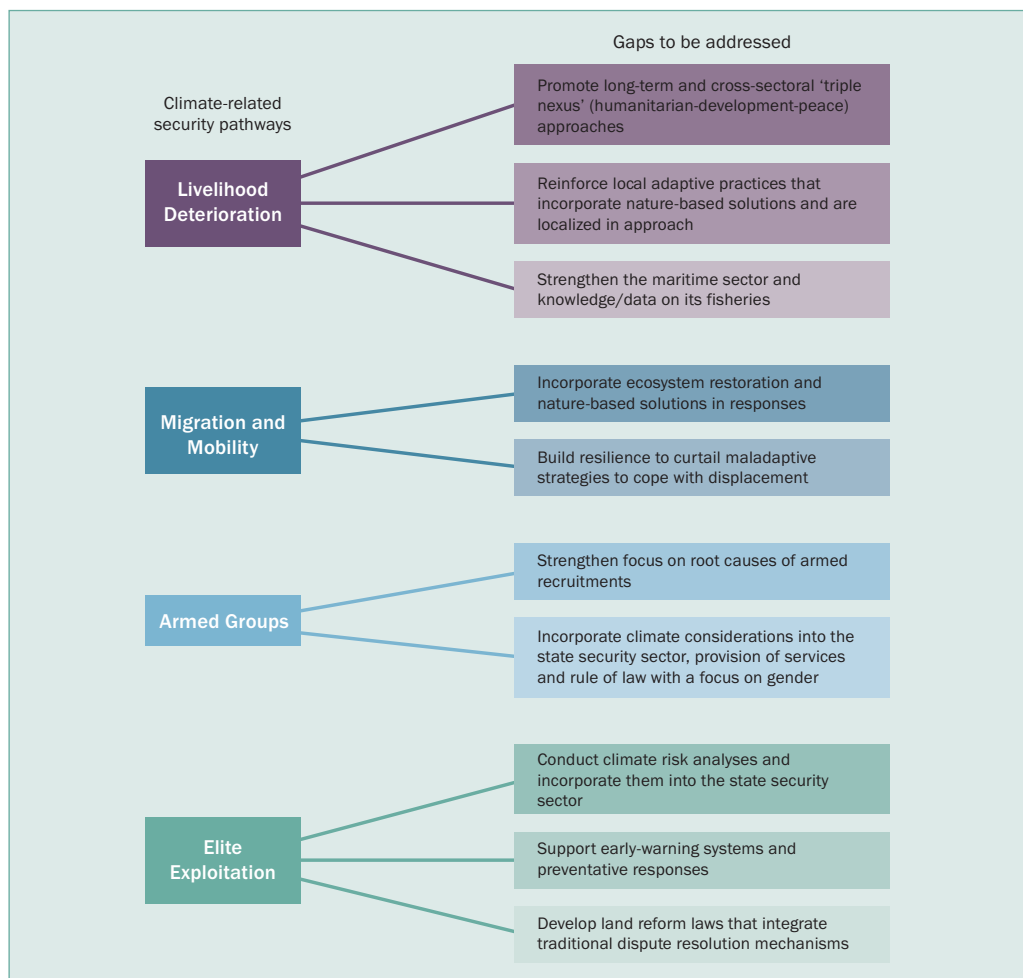 Gaps to be addressed
Climate-related
security pathways
Livelihood
Deterioration
Promote long-term and cross-sectoral ‘triple
nexus’ (humanitarian-development-peace)
approaches
Reinforce local adaptive practices that
incorporate nature-based solutions and are
localized in approach
Strengthen the maritime sector and
knowledge/data on its fisheries
Migration and
Mobility
Incorporate ecosystem restoration and
nature-based solutions in responses
Build resilience to curtail maladaptive
strategies to cope with displacement
Armed Groups
Strengthen focus on root causes of armed
recruitments
Incorporate climate considerations into the
state security sector, provision of services
and rule of law with a focus on gender
Elite
Exploitation
Conduct climate risk analyses and
incorporate them into the state security
sector
Support early-warning systems and
preventative responses
Develop land reform laws that integrate
traditional dispute resolution mechanisms